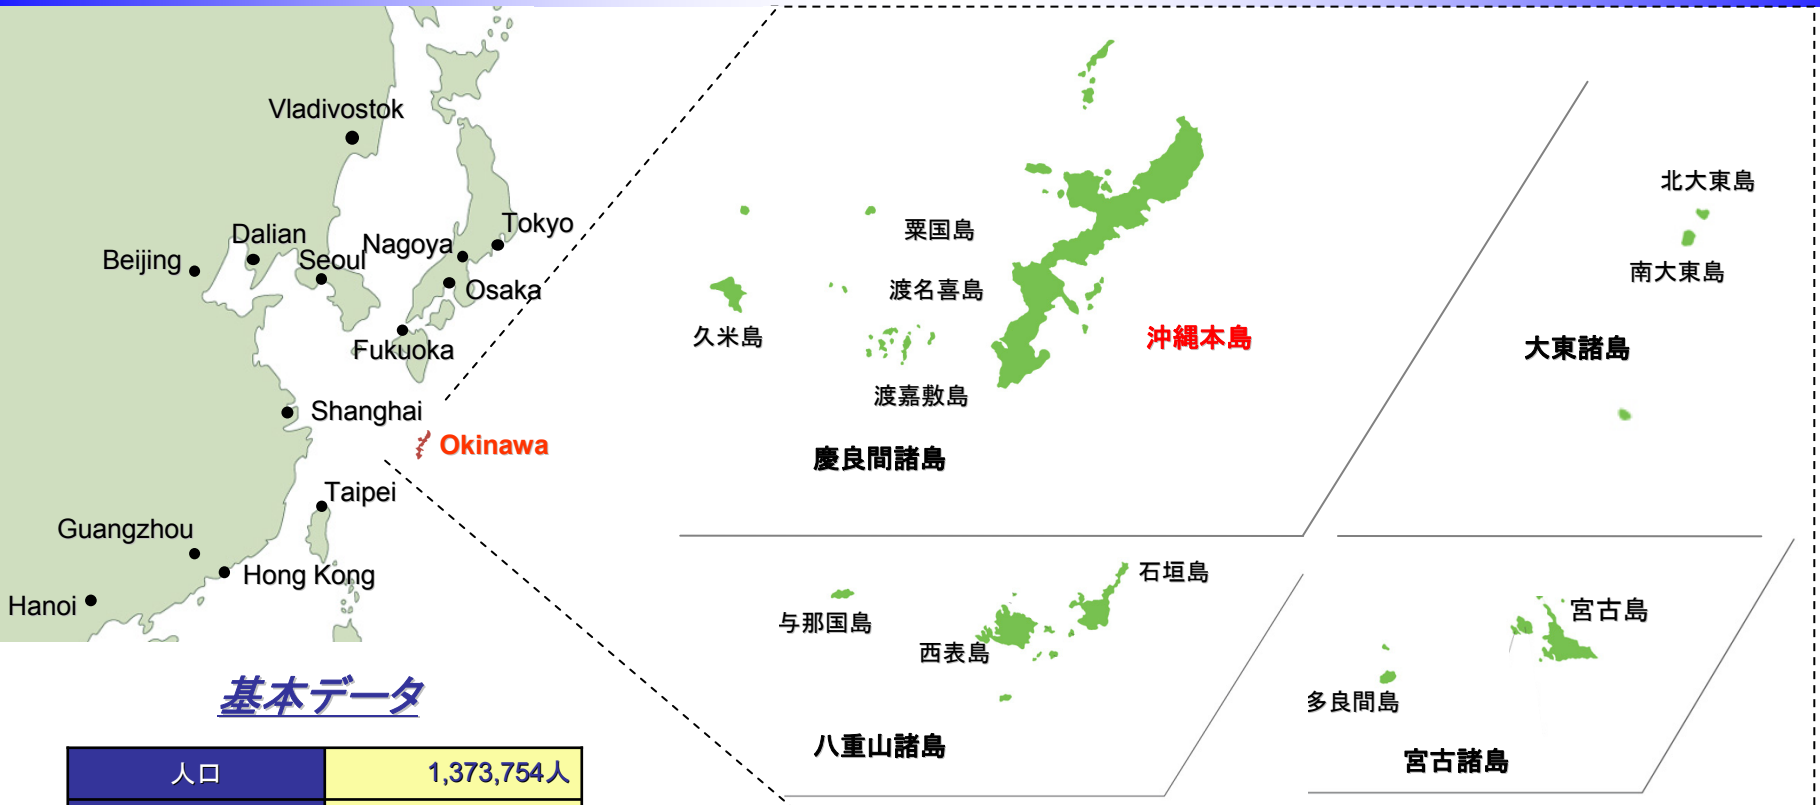 Vladivostok
Tokyo
Dalian
Nagoya
Beijing
Seoul
Osaka
Fukuoka
Shanghai
Okinawa
Taipei
Guangzhou
Hong Kong
Hanoi
北大東島
粟国島
南大東島
渡名喜島
久米島
沖縄本島
大東諸島
渡嘉敷島
慶良間諸島
石垣島
与那国島
宮古島
西表島
多良間島
八重山諸島
宮古諸島
基本データ
人口 1,373,754人